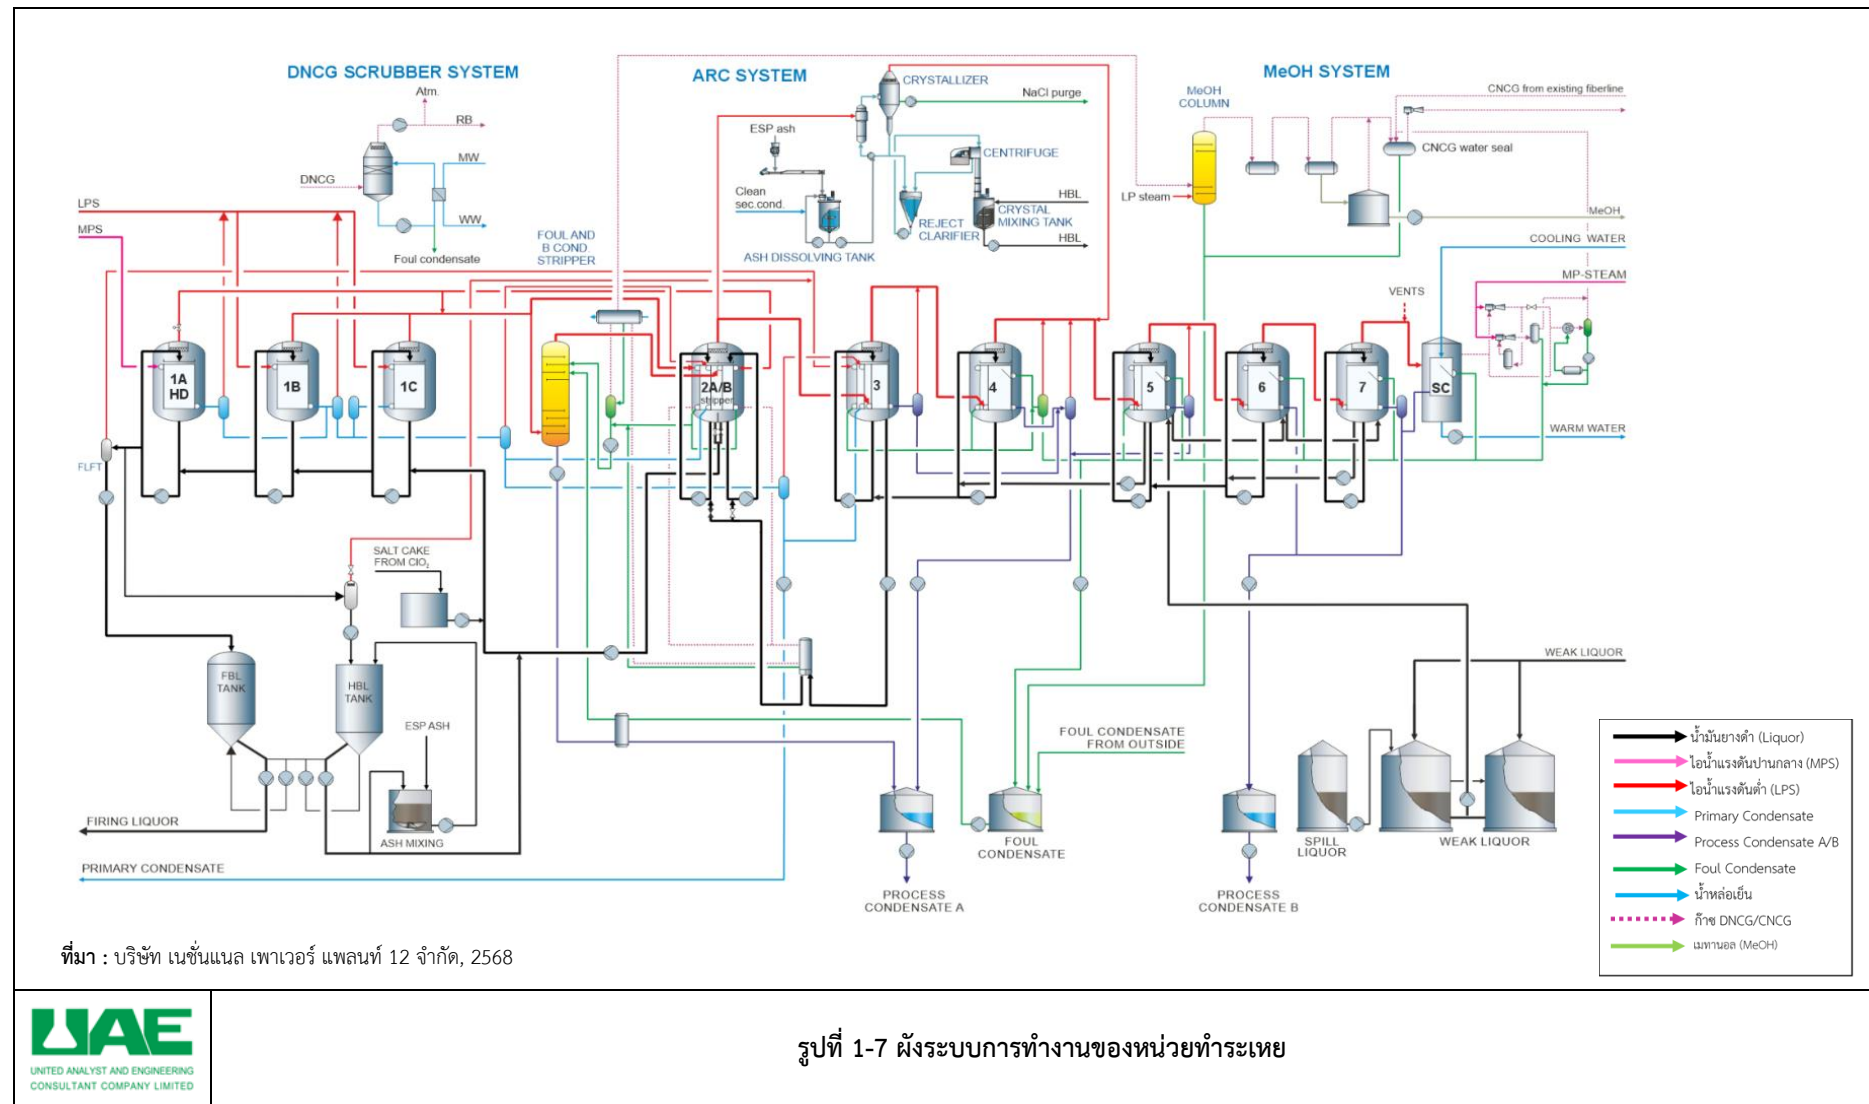 DNCG SCRUBBER SYSTEM
ARC SYSTEM
MeOH SYSTEM
Atm.
RB
MW
DNCG
WW
Foul condensate
LPS
MPS
FOUL AND
B COND.
STRIPPER
ESP ash
Clean
sec.cond.
ASH DISSOLVING TANK
CRYSTALLIZER
NaCl purge
CENTRIFUGE
HBL
CRYSTAL
MIXING TANK
HBL
REJECT
CLARIFIER
MeOH
COLUMN
LP steam
CNCG from existing fiberline
CNCG water seal
MeOH
COOLING WATER
MP-STEAM
VENTS
WARM WATER
1A
HD
1B
1C
2A/B
stripper
3
4
5
6
7
SC
FLFT
SALT CAKE
FROM ClO2
FBL
TANK
HBL
TANK
ESP ASH
ASH MIXING
FIRING LIQUOR
PRIMARY CONDENSATE
PROCESS
CONDENSATE A
FOUL
CONDENSATE
FOUL CONDENSATE
FROM OUTSIDE
PROCESS
CONDENSATE B
SPILL
LIQUOR
WEAK LIQUOR
WEAK LIQUOR
น้ำมันยางดำ (Liquor)
ไอน้ำแรงดันปานกลาง (MPS)
ไอน้ำแรงดันต่ำ (LPS)
Primary Condensate
Process Condensate A/B
Foul Condensate
น้ำหล่อเย็น
ก๊าซ DNCG/CNCG
เมทานอล (MeOH)
ที่มา : บริษัท เนชั่นแนล เพาเวอร์ แพลนท์ 12 จำกัด, 2568
UAE
UNITED ANALYST AND ENGINEERING
CONSULTANT COMPANY LIMITED
รูปที่ 1-7 ผังระบบการทำงานของหน่วยทำระเหย